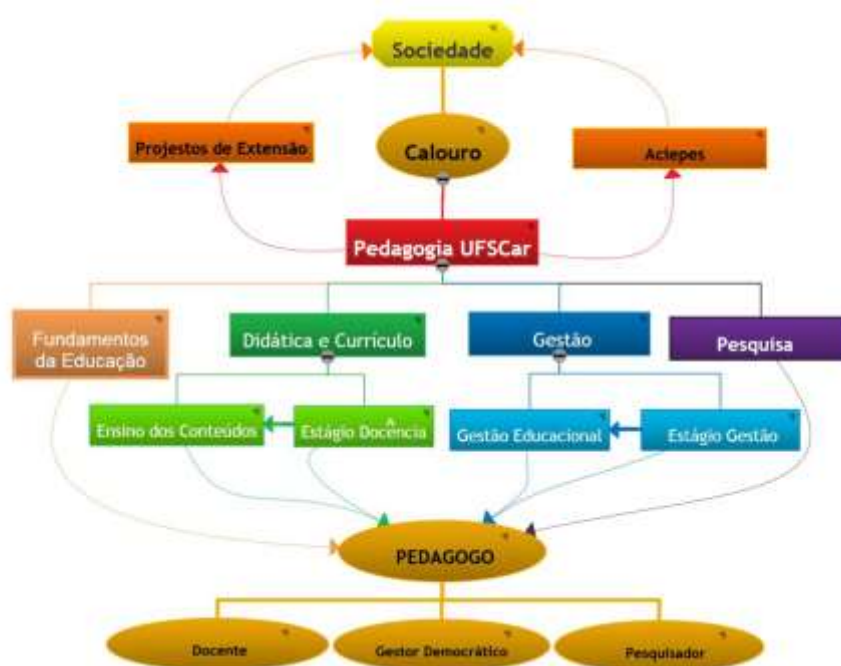 Sociedade
Projestos de Extensão
Calouro
Aciepes
Pedagogia UFSCar
Fundamentos
da Educação
Didática e Currículo
Gestão
Pesquisa
Ensino dos Conteúdos
Estágio Docência
Gestão Educacional
Estágio Gestão
PEDAGOGO
Docente
Gestor Democrático
Pesquisador